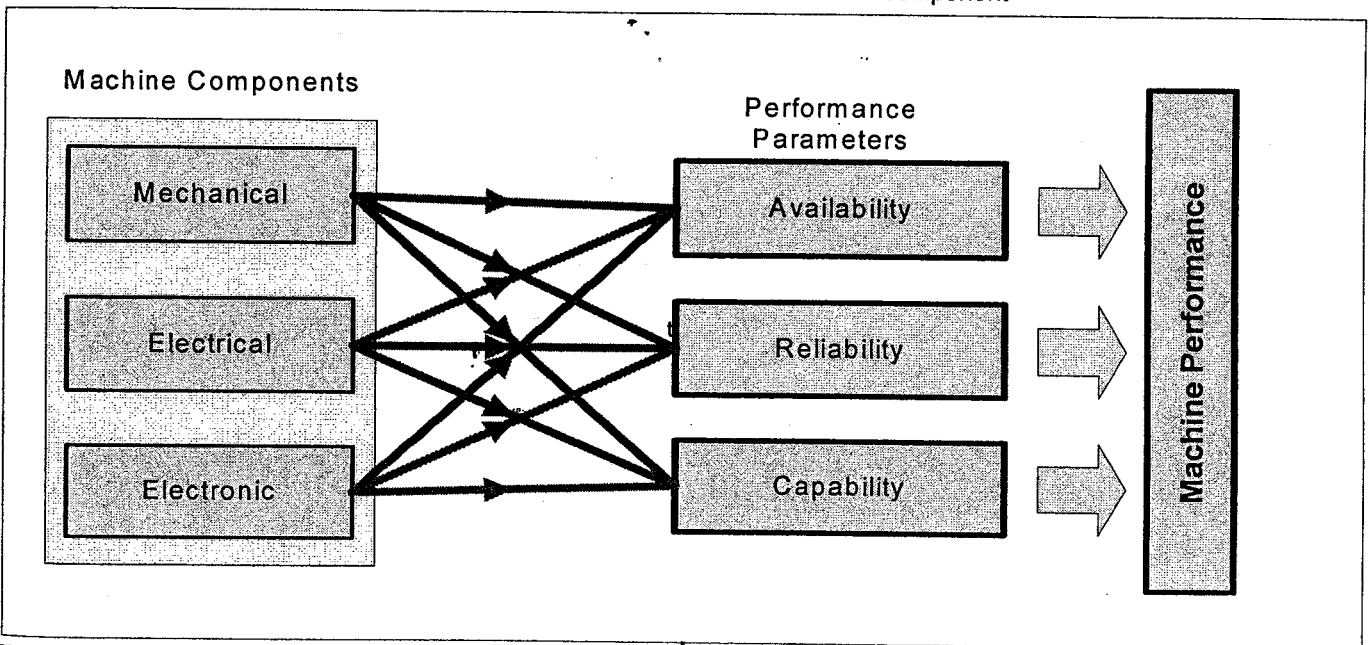 Machine Components
Mechanical
Electrical
Electronic
Performance
Parameters
Availability
Reliability
Capability
Machine Performance